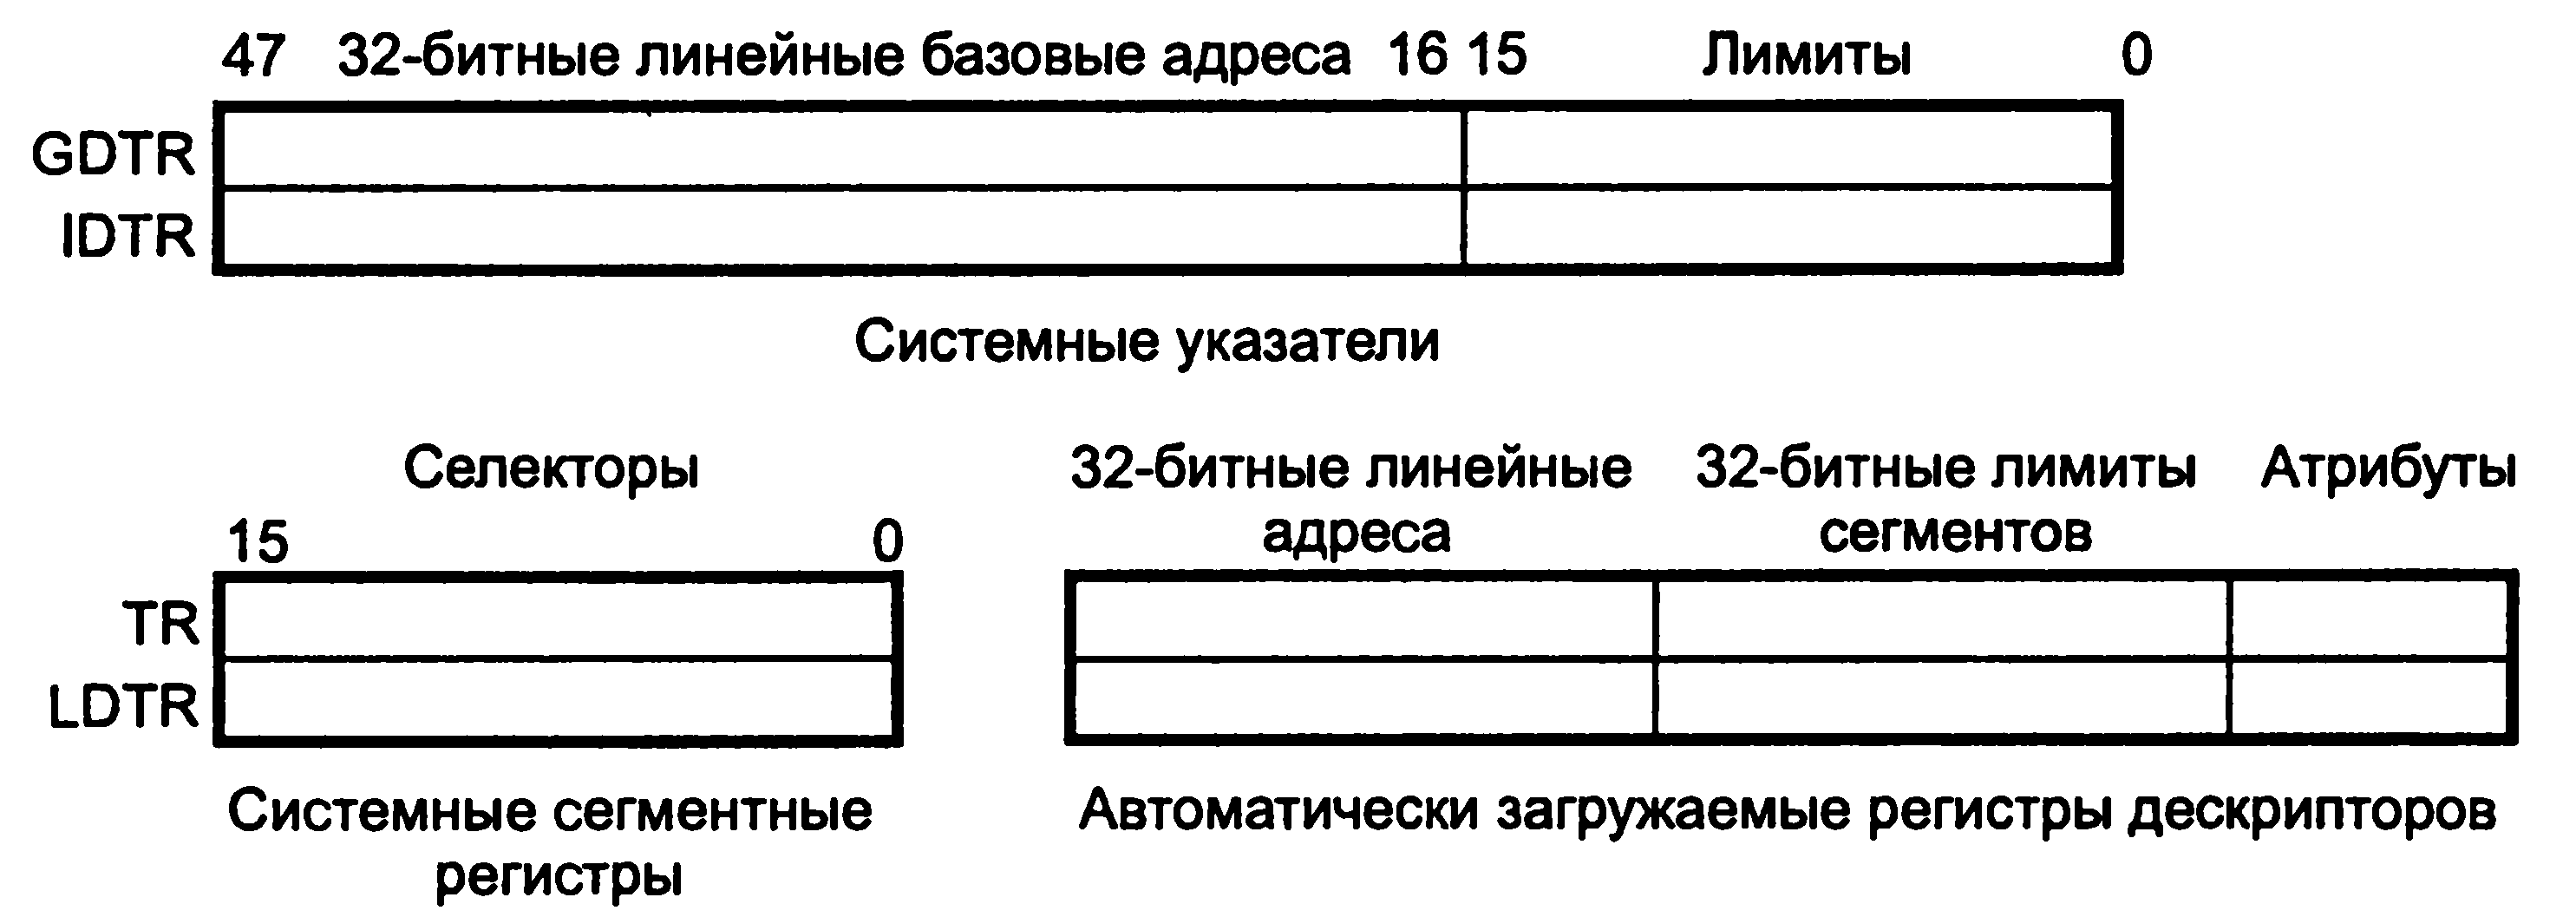 47 32-битные линейные базовые адреса 16 15 Лимиты 0
GDTR
IDTR
Системные указатели
Селекторы
15 0
32-битные линейные
адреса
32-битные лимиты
сегментов
Атрибуты
TR
LDTR
Системные сегментные
регистры
Автоматически загружаемые регистры дескрипторов